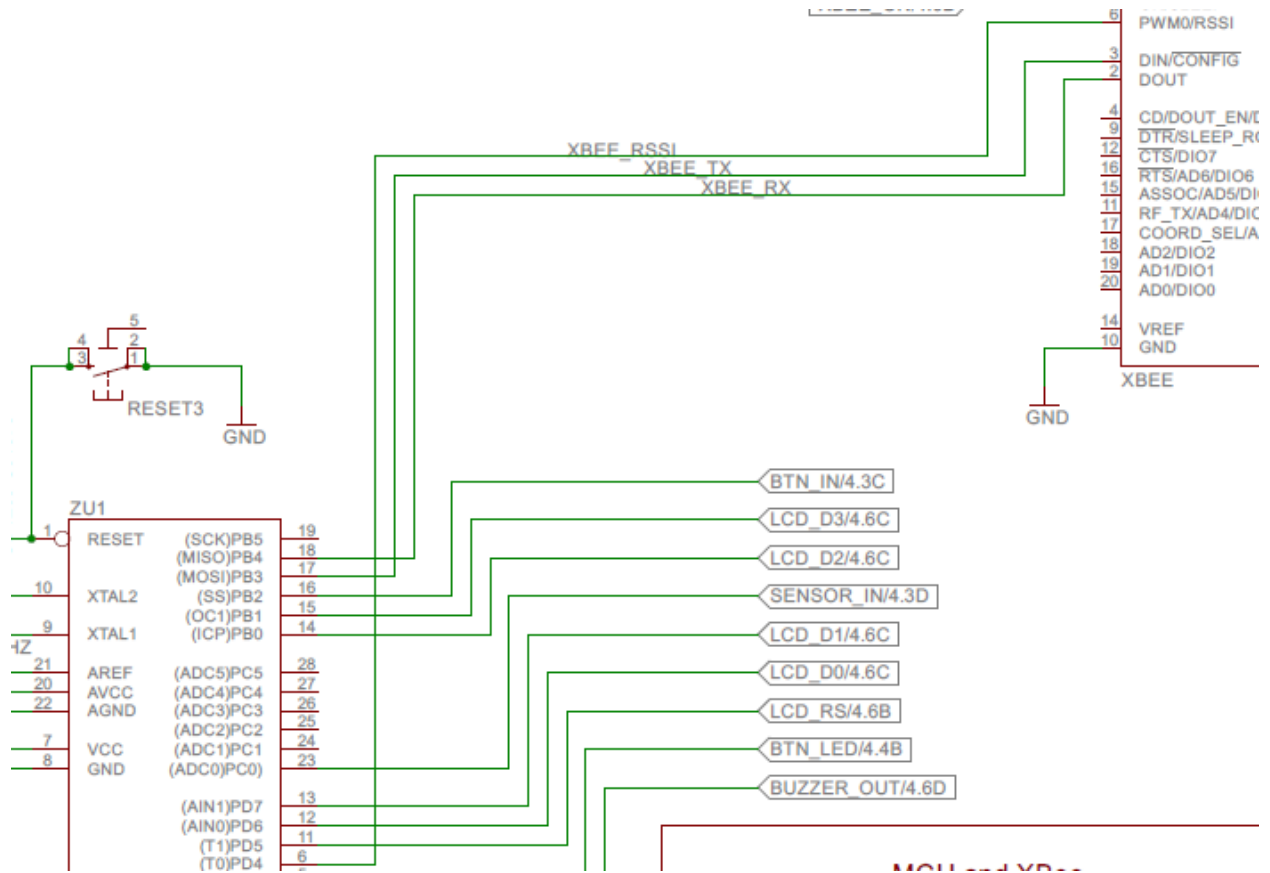 6
PWM0/RSSI
3
DIN/CONFIG
2
DOUT
4
CD/DOUT_EN/
9
DTR/SLEEP_
12
CTS/DIO7
16
RTS/AD6/DIO6
15
ASSOC/AD5/
11
RF_TX/AD4/
17
COORD_SEL/
18
AD2/DIO2
19
AD1/DIO1
20
AD0/DIO0
14
VREF
10
GND
XBEE
GND
XBEE_RSSI
XBEE_TX
XBEE_RX
5
4
2
3
1
RESET3
GND
ZU1
1
RESET
10
XTAL2
9
XTAL1
HZ
21
AREF
20
AVCC
22
AGND
7
VCC
8
GND
(SCK)PB5
19
(MISO)PB4
18
(MOSI)PB3
17
(SS)PB2
16
(OC1)PB1
15
(ICP)PB0
14
(ADC5)PC5
28
(ADC4)PC4
27
(ADC3)PC3
26
(ADC2)PC2
25
(ADC1)PC1
24
(ADC0)PC0)
23
(AIN1)PD7
13
(AIN0)PD6
12
(T1)PD5
11
(T0)PD4
6
BTN_IN/4.3C
LCD_D3/4.6C
LCD_D2/4.6C
SENSOR_IN/4.3D
LCD_D1/4.6C
LCD_D0/4.6C
LCD_RS/4.6B
BTN_LED/4.4B
BUZZER_OUT/4.6D
MCU and XBee